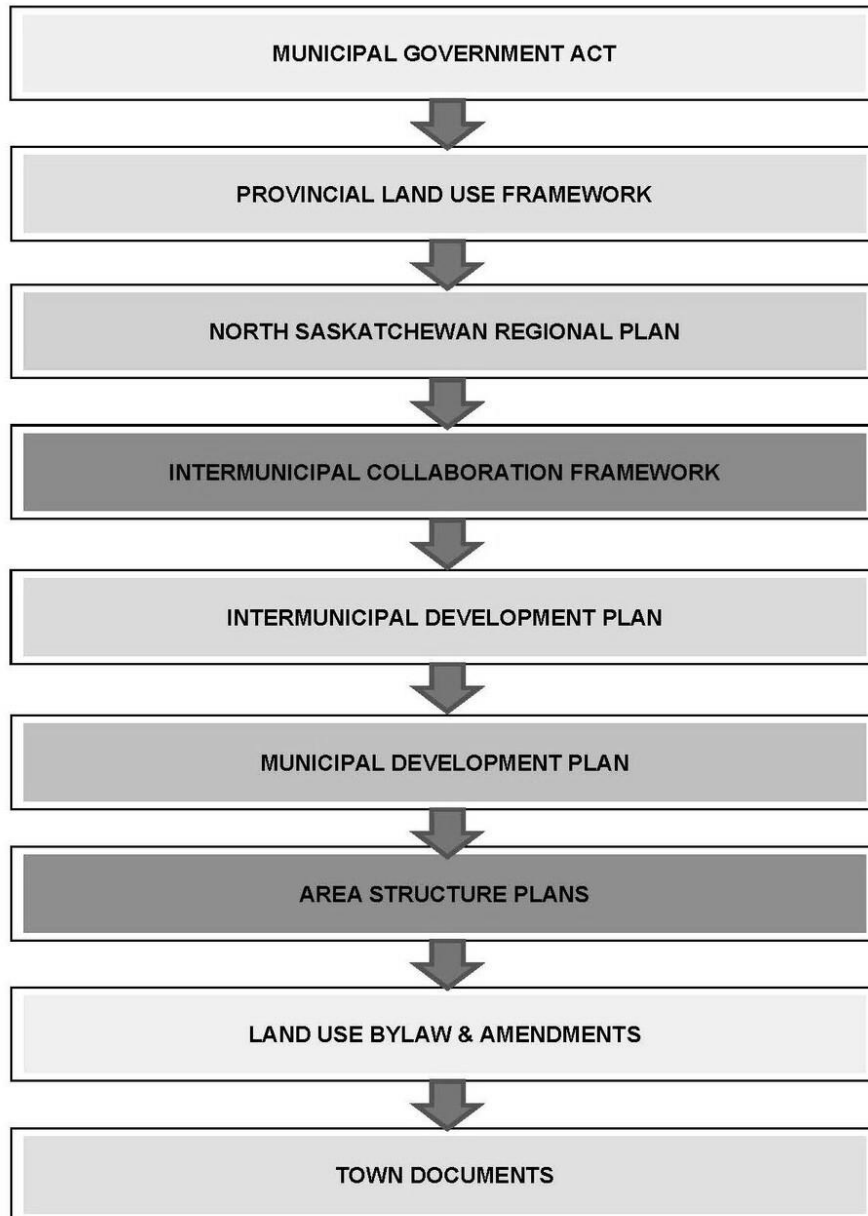 MUNICIPAL GOVERNMENT ACT
PROVINCIAL LAND USE FRAMEWORK
NORTH SASKATCHEWAN REGIONAL PLAN
INTERMUNICIPAL COLLABORATION FRAMEWORK
INTERMUNICIPAL DEVELOPMENT PLAN
MUNICIPAL DEVELOPMENT PLAN
AREA STRUCTURE PLANS
LAND USE BYLAW & AMENDMENTS
TOWN DOCUMENTS